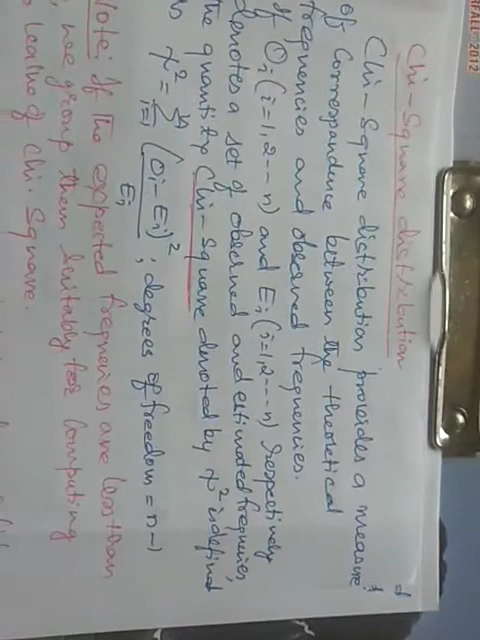 RFALL-2012
Chi-Square distribution
Chi-Square distribution provides a measure
of correspondence between the theoretical
frequencies and observed frequencies.
If Oi (i=1,2---n) and Ei (i=1,2---n) respectively
denotes a set of observed and estimated frequencies,
the quantity Chi-Square denoted by χ² is defined
as χ² = Σ i=1 (Oi-Ei)² / Ei ; degrees of freedom = n-1
Note: If the expected frequencies are less than
, we group them suitably for computing
value of Chi-Square.